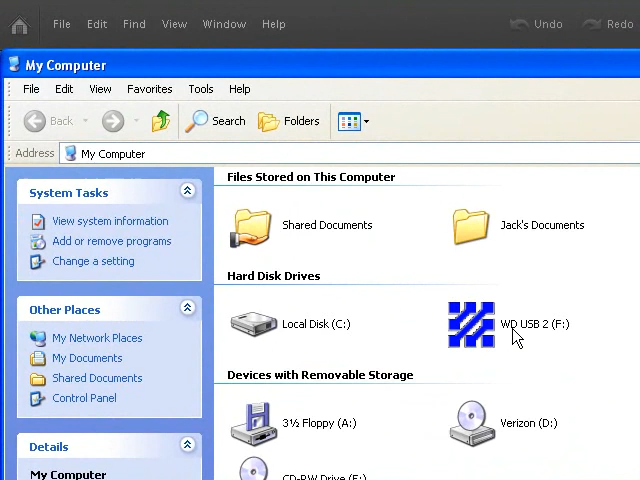 File Edit Find View Window Help Undo Redo
My Computer
File Edit View Favorites Tools Help
Back Search Folders
Address My Computer
Files Stored on This Computer
System Tasks
View system information
Add or remove programs
Change a setting
Shared Documents Jack's Documents
Hard Disk Drives
Other Places
My Network Places
My Documents
Shared Documents
Control Panel
Local Disk (C:) WD USB 2 (F:)
Devices with Removable Storage
3½ Floppy (A:) Verizon (D:)
Details
My Computer
CD-RW Drive (E:)